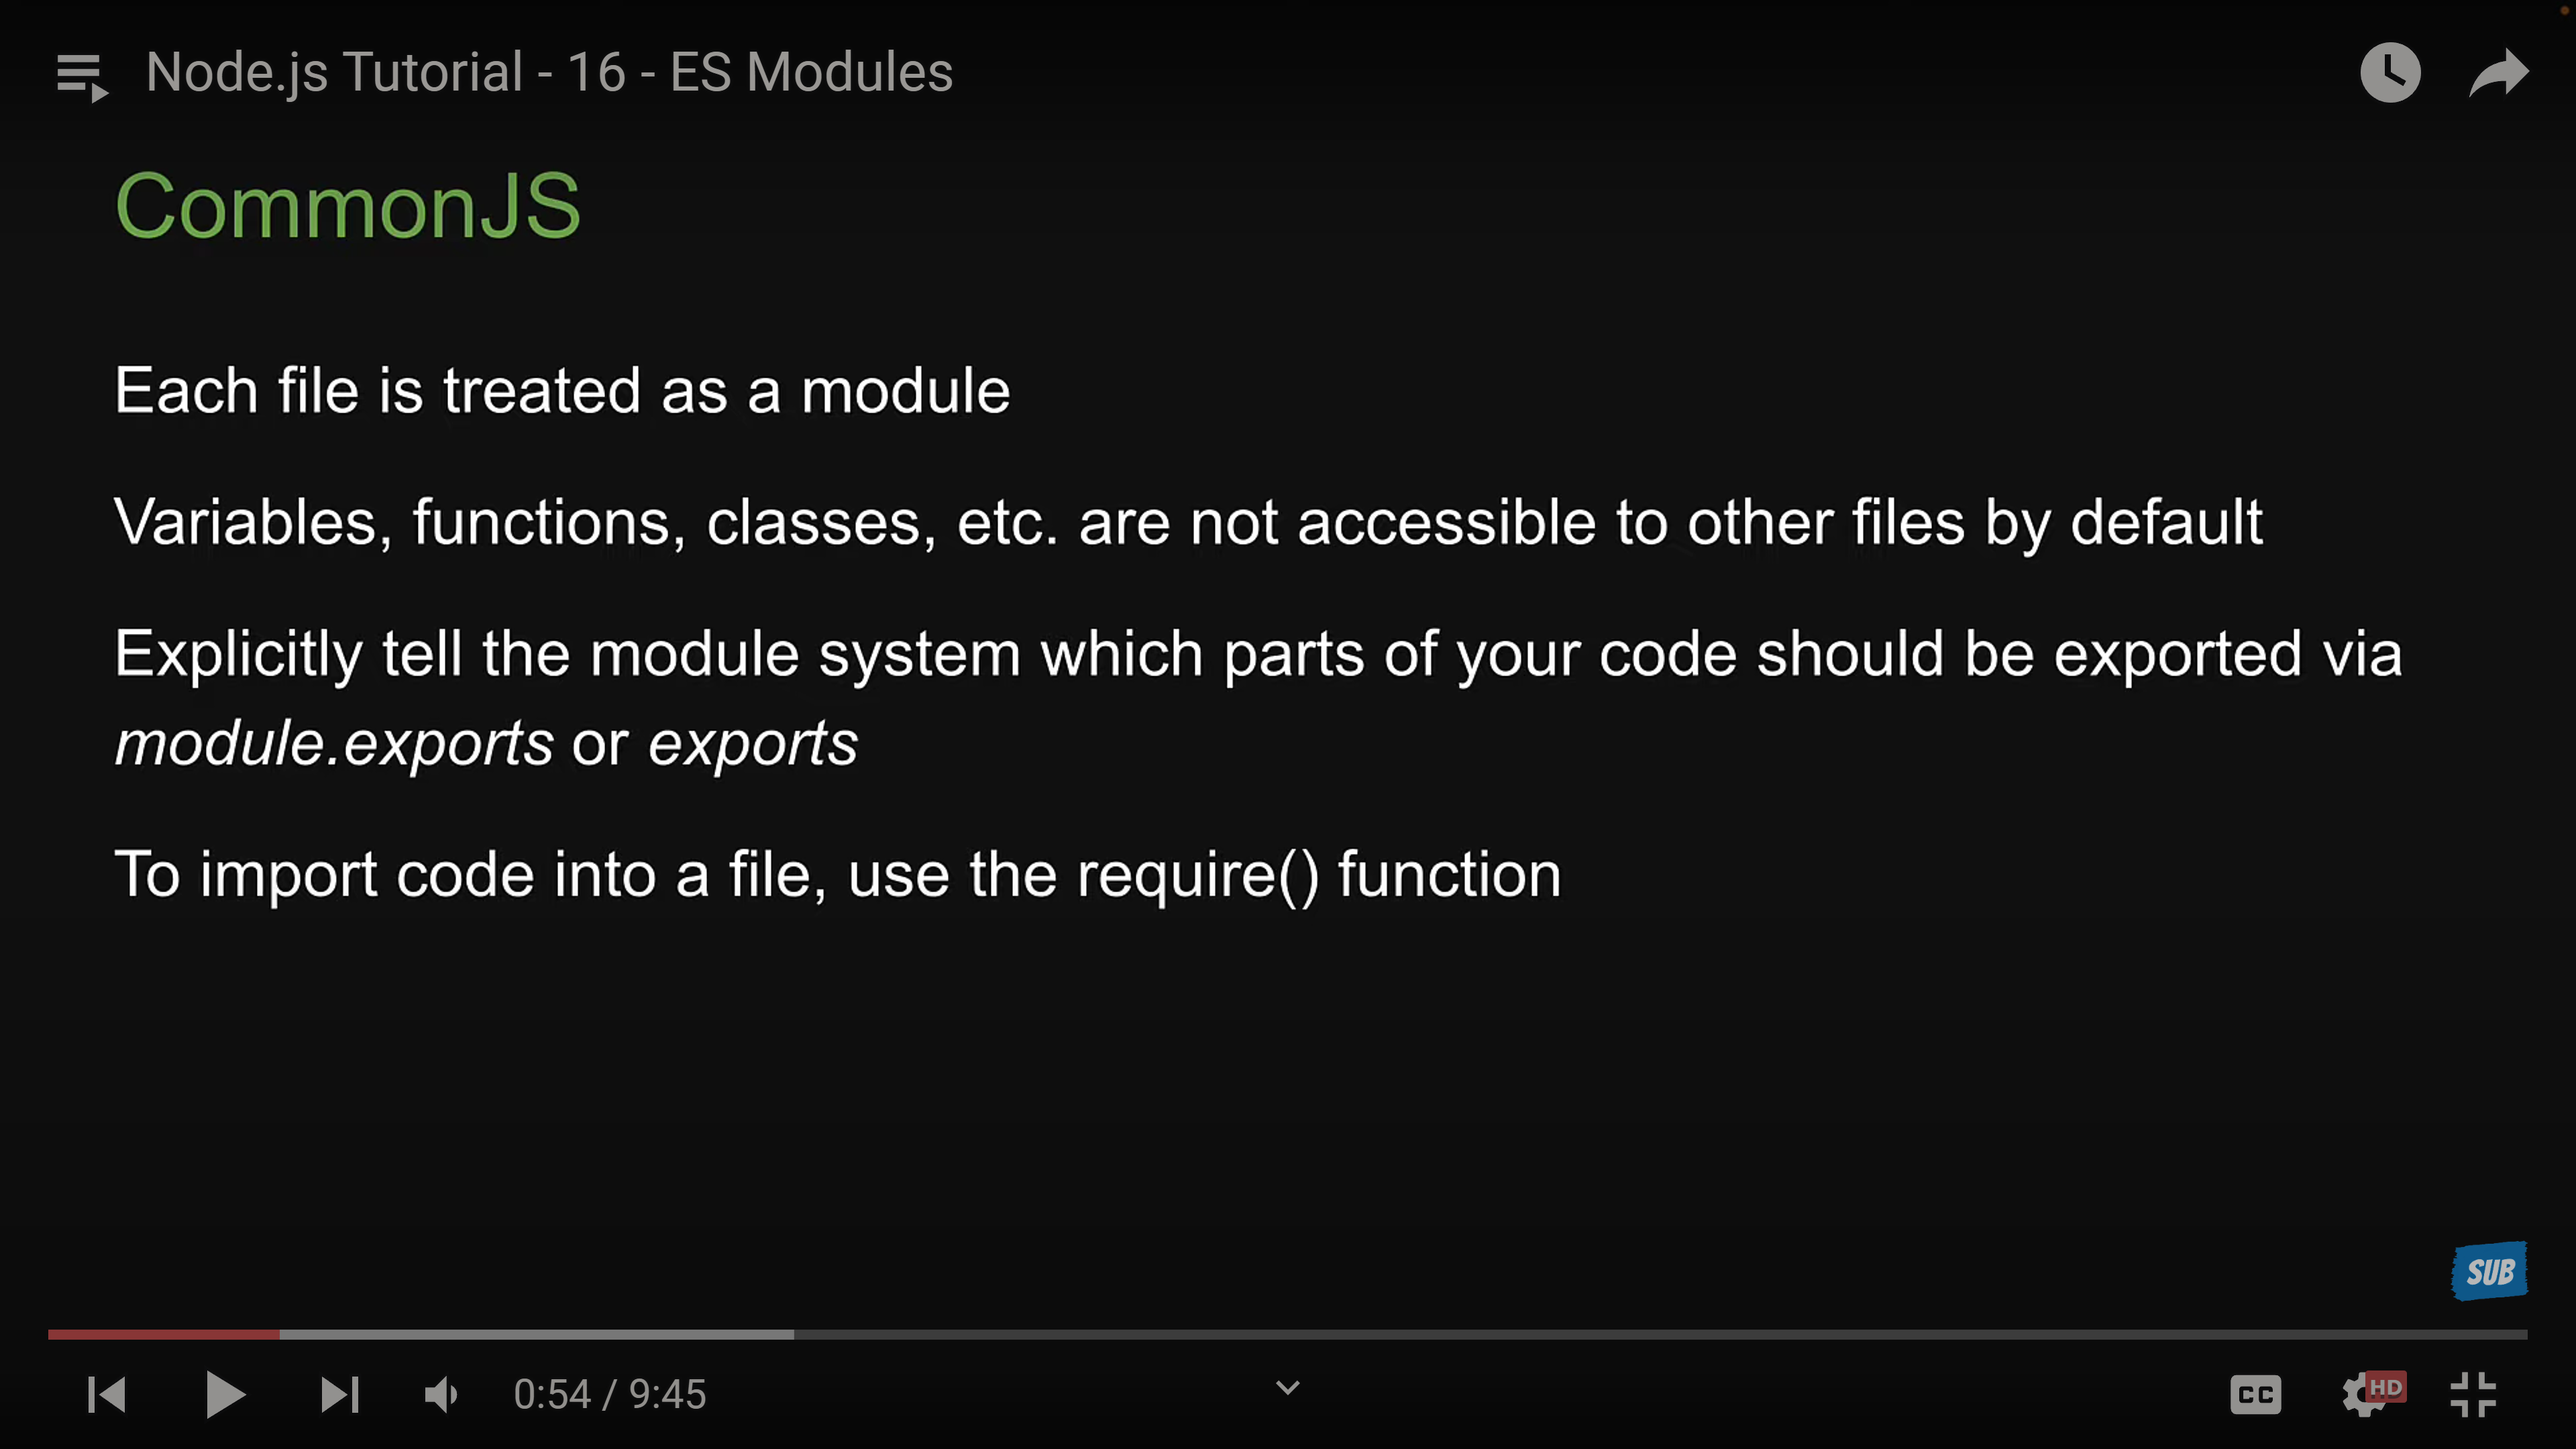 Node.js Tutorial - 16 - ES Modules
CommonJS
Each file is treated as a module
Variables, functions, classes, etc. are not accessible to other files by default
Explicitly tell the module system which parts of your code should be exported via
module.exports or exports
To import code into a file, use the require() function
SUB
0:54 / 9:45
CC
HD